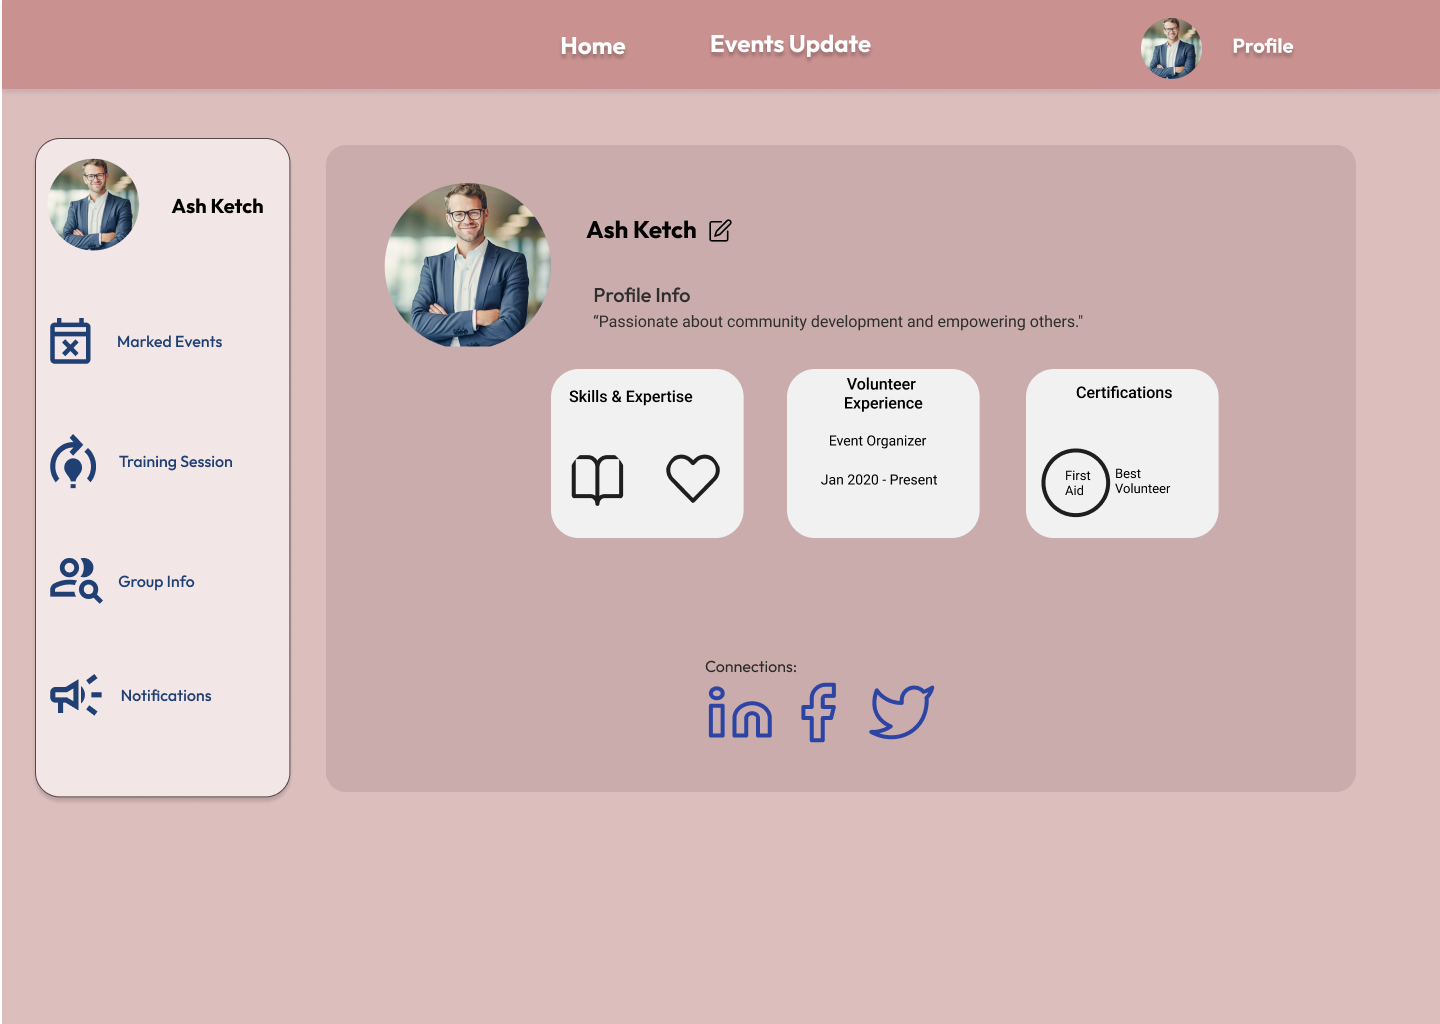 Home
Events Update
Profile
Ash Ketch
Marked Events
Training Session
Group Info
Notifications
Ash Ketch
Profile Info
“Passionate about community development and empowering others."
Skills & Expertise
Volunteer
Experience
Event Organizer
Jan 2020 - Present
Certifications
First
Aid
Best
Volunteer
Connections: